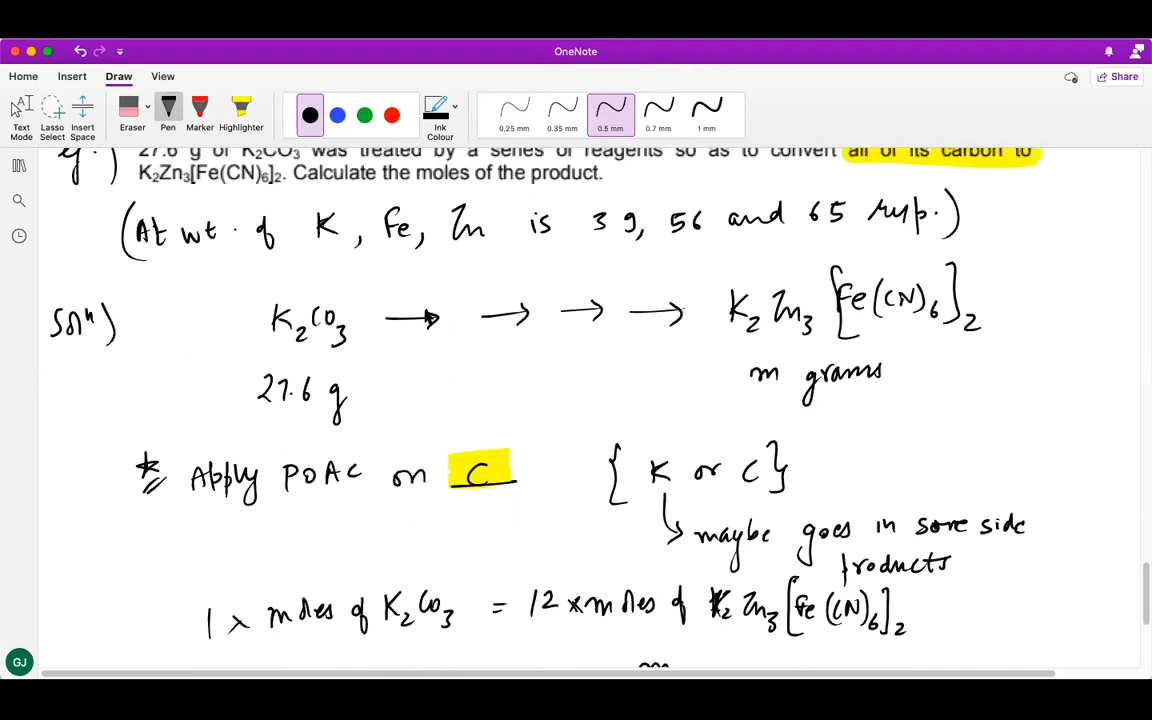 OneNote
Home Insert Draw View
Share
Text Mode
Lasso Select
Insert Space
Eraser
Pen
Marker
Highlighter
Ink Colour
0.25 mm
0.35 mm
0.5 mm
0.7 mm
1 mm
eg.) 27.6 g of K₂CO₃ was treated by a series of reagents so as to convert all of its carbon to
K₂Zn₃[Fe(CN)₆]₂. Calculate the moles of the product.
(At wt. of K, Fe, Zn is 39, 56 and 65 resp.)
Solⁿ) K₂CO₃ → → → → K₂Zn₃[Fe(CN)₆]₂
27.6 g m grams
* Apply POAC on C {K or C}
↳ maybe goes in some side
products
1 × moles of K₂CO₃ = 12 × moles of K₂Zn₃[Fe(CN)₆]₂
GJ